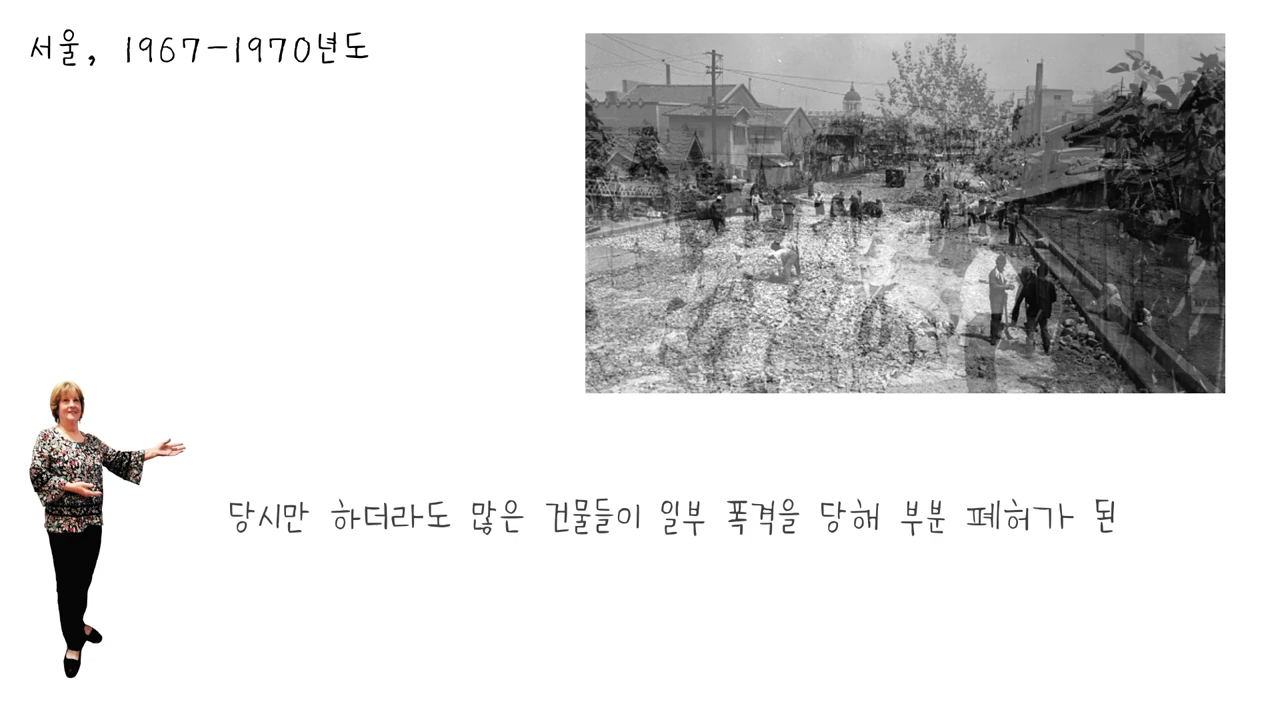 서울, 1967-1970년도
당시만 하더라도 많은 건물들이 일부 폭격을 당해 부분 폐허가 된